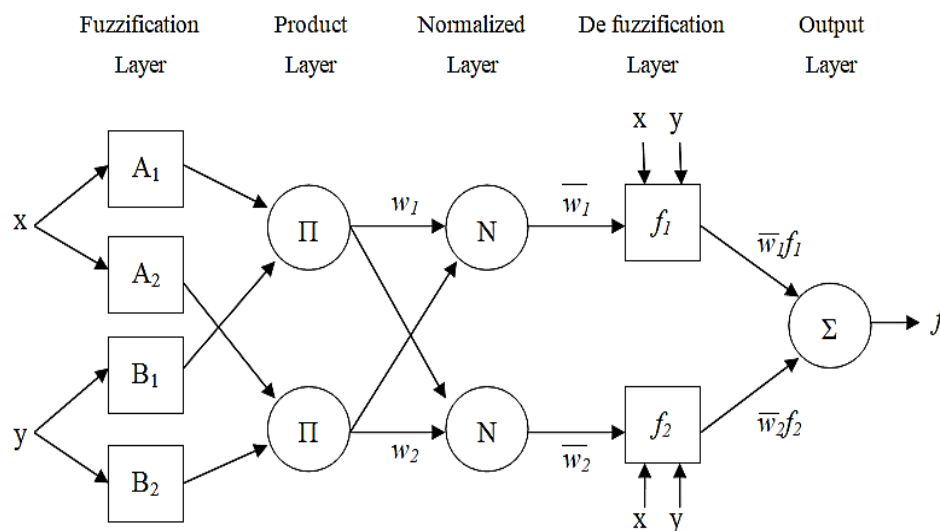 Fuzzification Layer
Product Layer
Normalized Layer
De fuzzification Layer
Output Layer
x y
A₁
x
Π
w₁
N
w̅₁
f₁
w̅₁f₁
A₂
Σ
f
B₁
y
Π
w₂
N
w̅₂
f₂
w̅₂f₂
B₂
x y